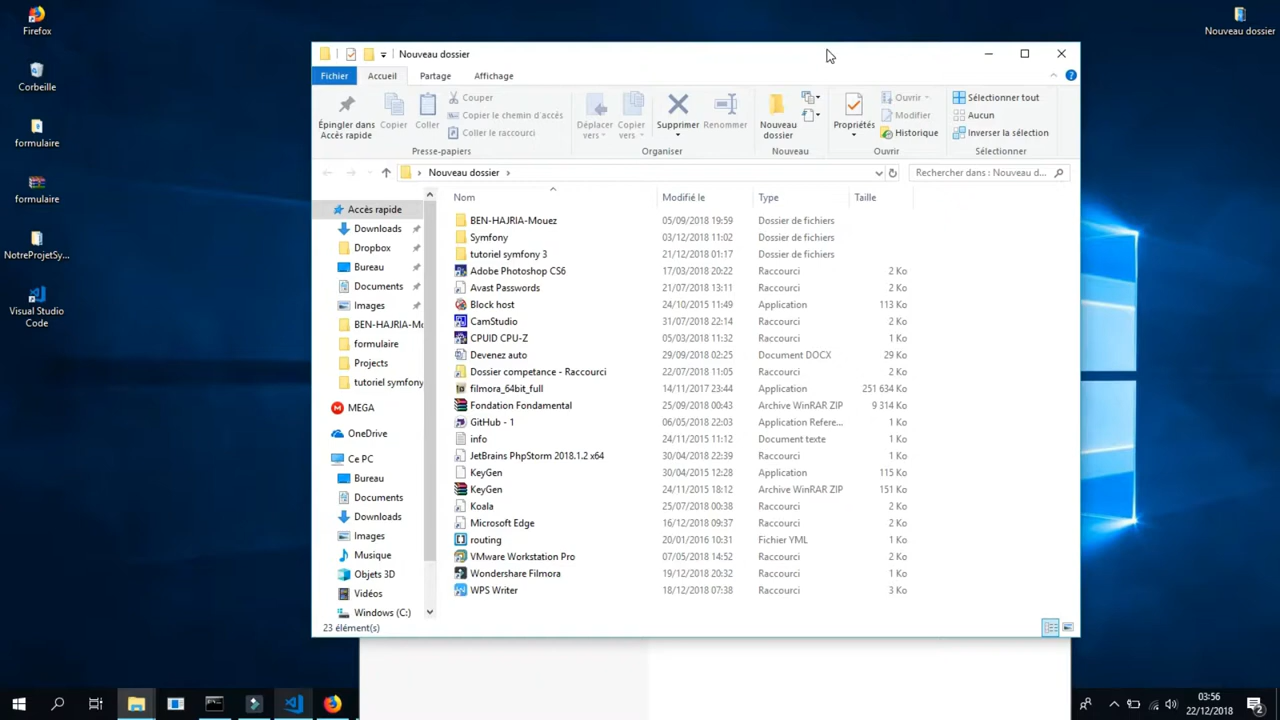 Firefox
Corbeille
formulaire
formulaire
NotreProjetSy...
Visual Studio
Code
Nouveau dossier
Nouveau dossier
Fichier Accueil Partage Affichage
Épingler dans
Accès rapide
Copier
Coller
Couper
Copier le chemin d'accès
Coller le raccourci
Presse-papiers
Déplacer
vers
Copier
vers
Supprimer
Renommer
Organiser
Nouveau
dossier
Nouveau
Propriétés
Ouvrir
Modifier
Historique
Ouvrir
Sélectionner tout
Aucun
Inverser la sélection
Sélectionner
Nouveau dossier
Rechercher dans : Nouveau d...
Accès rapide
Downloads
Dropbox
Bureau
Documents
Images
BEN-HAJRIA-Mo
formulaire
Projects
tutoriel symfony
MEGA
OneDrive
Ce PC
Bureau
Documents
Downloads
Images
Musique
Objets 3D
Vidéos
Windows (C:)
Nom Modifié le Type Taille
BEN-HAJRIA-Mouez 05/09/2018 19:59 Dossier de fichiers
Symfony 03/12/2018 11:02 Dossier de fichiers
tutoriel symfony 3 21/12/2018 01:17 Dossier de fichiers
Adobe Photoshop CS6 17/03/2018 20:22 Raccourci 2 Ko
Avast Passwords 21/07/2018 13:11 Raccourci 2 Ko
Block host 24/10/2015 11:49 Application 113 Ko
CamStudio 31/07/2018 22:14 Raccourci 2 Ko
CPUID CPU-Z 05/03/2018 11:32 Raccourci 1 Ko
Devenez auto 29/09/2018 02:25 Document DOCX 29 Ko
Dossier competance - Raccourci 22/07/2018 11:05 Raccourci 2 Ko
filmora_64bit_full 14/11/2017 23:44 Application 251 634 Ko
Fondation Fondamental 25/09/2018 00:43 Archive WinRAR ZIP 9 314 Ko
GitHub - 1 06/05/2018 22:03 Application Refere... 1 Ko
info 24/11/2015 11:12 Document texte 1 Ko
JetBrains PhpStorm 2018.1.2 x64 30/04/2018 22:39 Raccourci 1 Ko
KeyGen 30/04/2015 12:28 Application 115 Ko
KeyGen 24/11/2015 18:12 Archive WinRAR ZIP 151 Ko
Koala 25/07/2018 00:38 Raccourci 2 Ko
Microsoft Edge 16/12/2018 09:37 Raccourci 2 Ko
routing 20/01/2016 10:31 Fichier YML 1 Ko
VMware Workstation Pro 07/05/2018 14:52 Raccourci 2 Ko
Wondershare Filmora 19/12/2018 20:32 Raccourci 2 Ko
WPS Writer 18/12/2018 07:38 Raccourci 3 Ko
23 élément(s)
03:56
22/12/2018
2